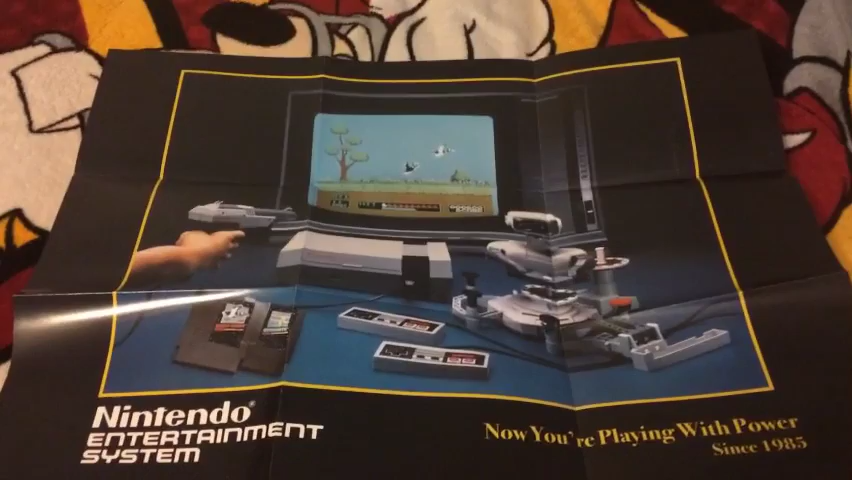 Nintendo®
ENTERTAINMENT
SYSTEM
Now You're Playing With Power
Since 1985